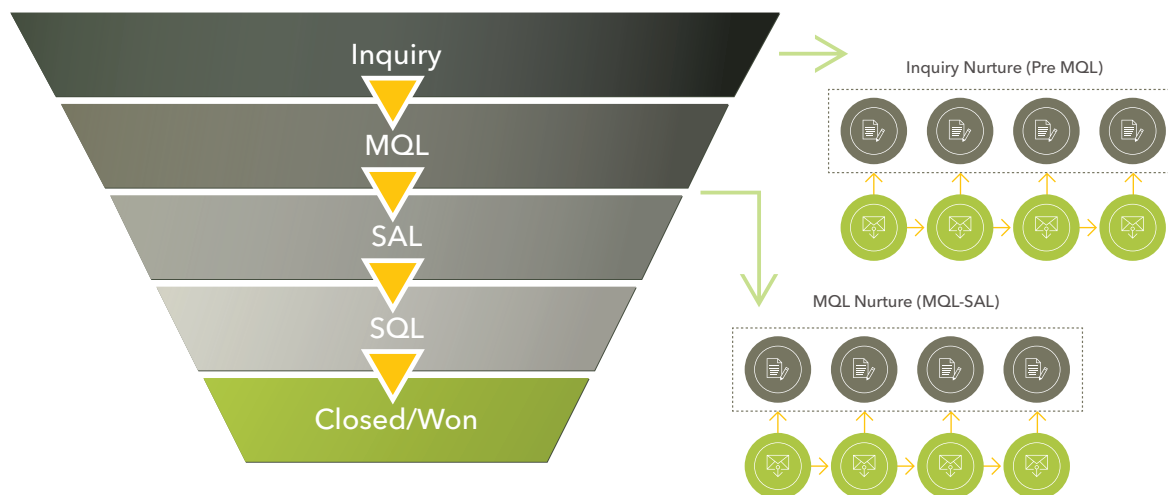 Inquiry
MQL
SAL
SQL
Closed/Won
Inquiry Nurture (Pre MQL)
MQL Nurture (MQL-SAL)